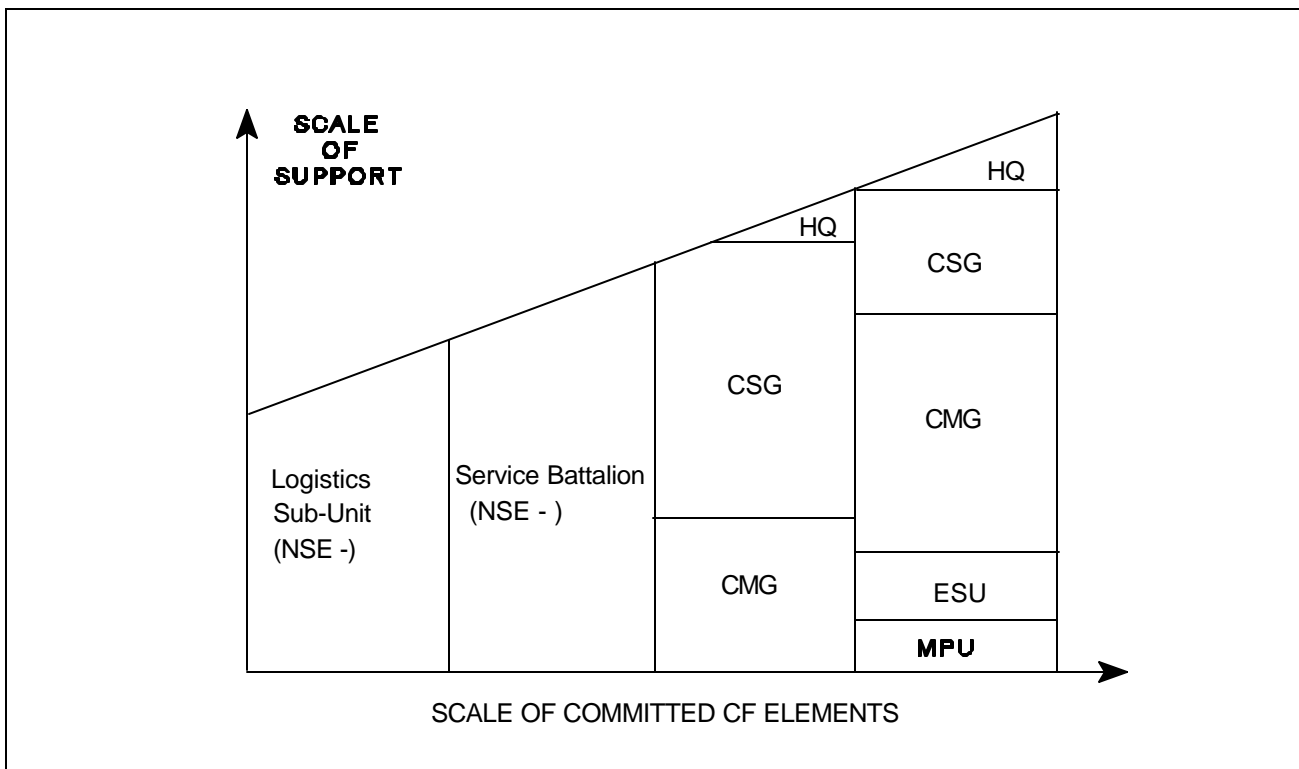 SCALE
OF
SUPPORT
HQ
HQ
CSG
CSG
CMG
Logistics
Sub-Unit
(NSE -)
Service Battalion
(NSE - )
CMG
ESU
MPU
SCALE OF COMMITTED CF ELEMENTS